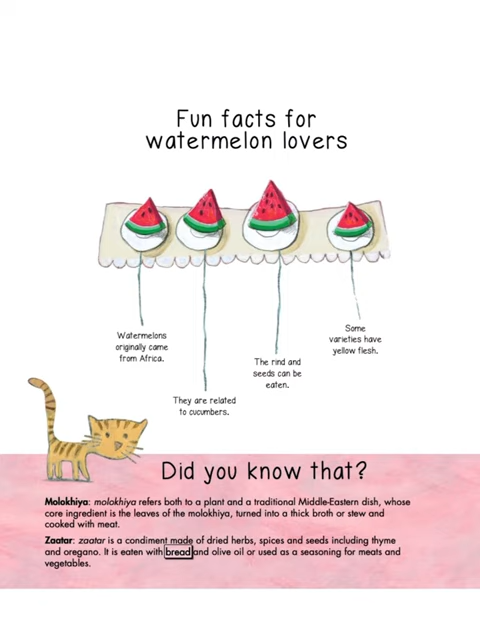 Fun facts for
watermelon lovers
Watermelons
originally came
from Africa.
They are related
to cucumbers.
The rind and
seeds can be
eaten.
Some
varieties have
yellow flesh.
Did you know that?
Molokhiya: molokhiya refers both to a plant and a traditional Middle-Eastern dish, whose
core ingredient is the leaves of the molokhiya, turned into a thick broth or stew and
cooked with meat.
Zaatar: zaatar is a condiment made of dried herbs, spices and seeds including thyme
and oregano. It is eaten with bread and olive oil or used as a seasoning for meats and
vegetables.